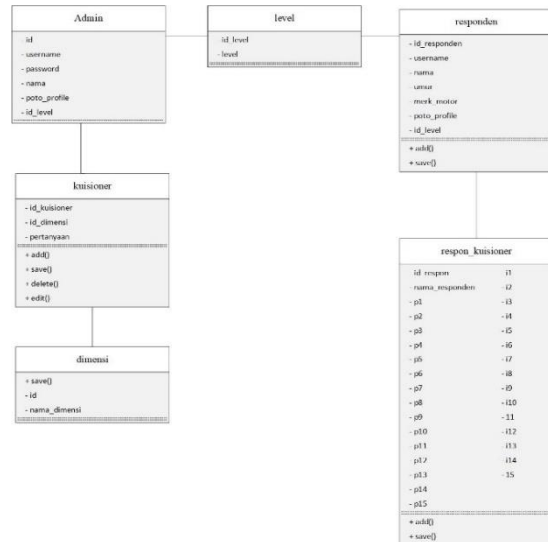 Admin
- id
- username
- password
- nama
- poto_profile
- id_level
level
- id_level
- level
responden
- id_responden
- username
- nama
- umur
- merk_motor
- poto_profile
- id_level
+ add()
+ save()
kuisioner
- id_kuisioner
- id_dimensi
- pertanyaan
+ add()
+ save()
+ delete()
+ edit()
dimensi
+ save()
- id
- nama_dimensi
respon_kuisioner
id_respon
nama_responden
- p1
- p2
- p3
- p4
- p5
- p6
- p7
- p8
- p9
- p10
- p11
- p12
- p13
- p14
- p15
- i1
- i2
- i3
- i4
- i5
- i6
- i7
- i8
- i9
- i10
- 11
- i12
- i13
- i14
- 15
+ add()
+ save()